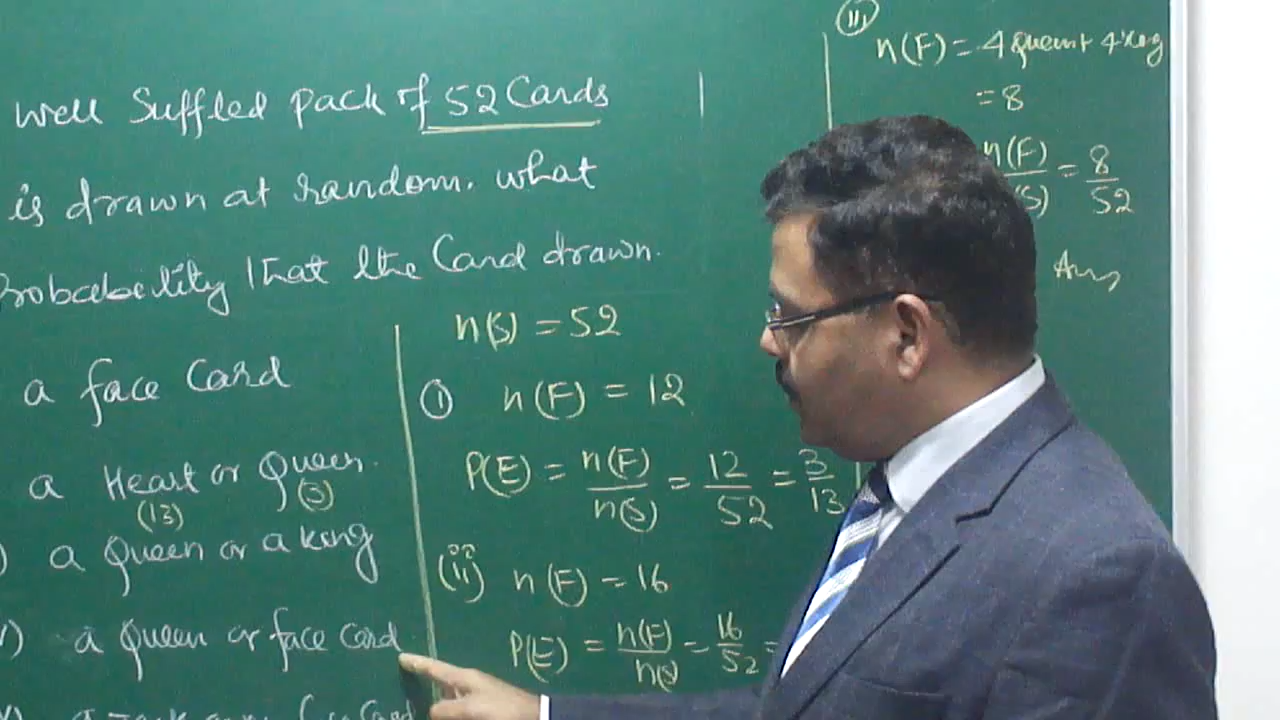 Well Suffled pack of 52 Cards
is drawn at random. what
Probabebility that the Card drawn.
a face Card
a Heart or Queen.
(13) (3)
) a Queen or a king
v) a Queen or face Card
n(S) = 52
(i) n(F) = 12
P(E) = n(F)/n(S) = 12/52 = 3/13
(ii) n(F) = 16
P(E) = n(F)/n(S) = 16/52 =
(iii)
n(F) = 4 Queen + 4 king
= 8
n(F)/(S) = 8/52
Ans